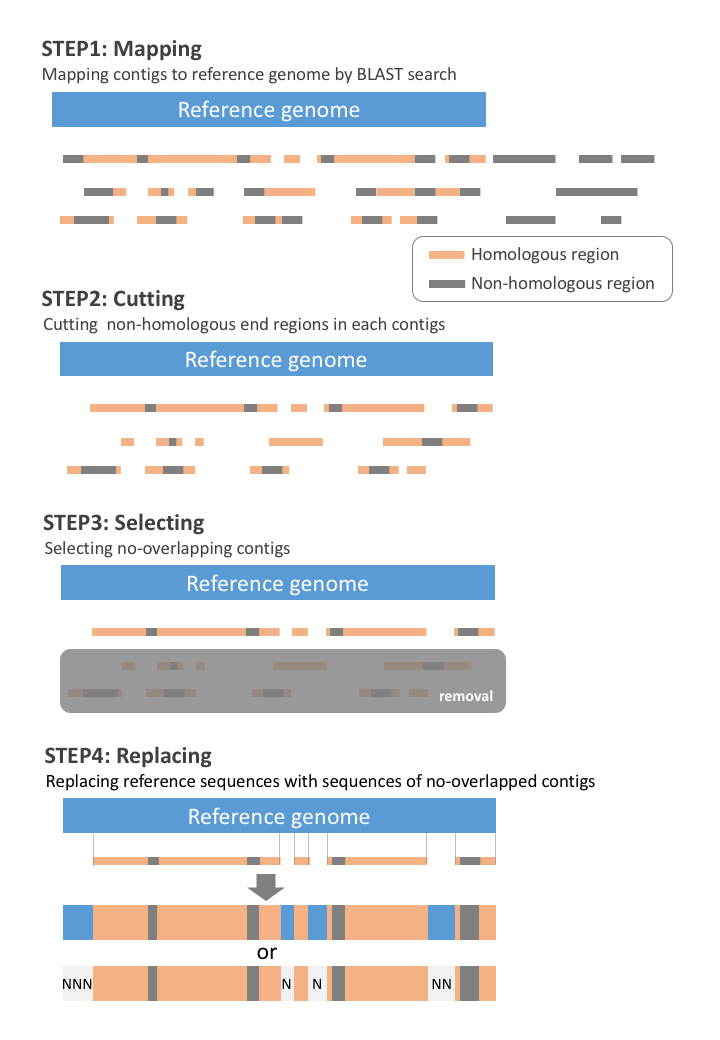 STEP1: Mapping
Mapping contigs to reference genome by BLAST search
Reference genome
Homologous region
Non-homologous region
STEP2: Cutting
Cutting non-homologous end regions in each contigs
Reference genome
STEP3: Selecting
Selecting no-overlapping contigs
Reference genome
removal
STEP4: Replacing
Replacing reference sequences with sequences of no-overlapped contigs
Reference genome
or
NNN N N NN